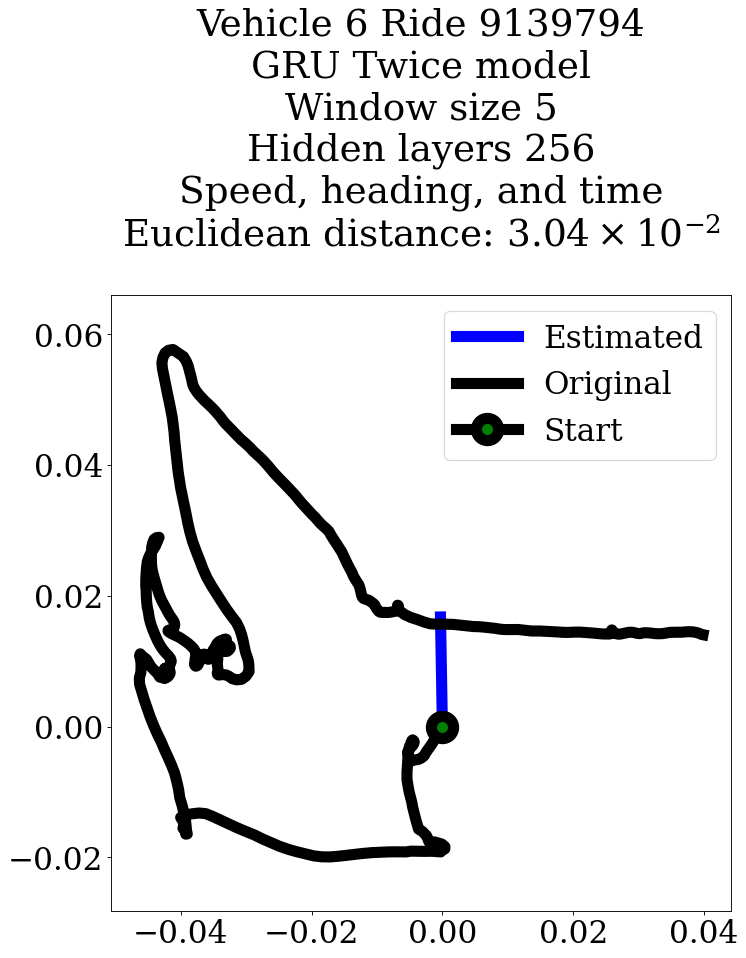 Vehicle 6 Ride 9139794
GRU Twice model
Window size 5
Hidden layers 256
Speed, heading, and time
Euclidean distance: 3.04 × 10⁻²
Estimated
Original
Start
0.06
0.04
0.02
0.00
−0.02
−0.04 −0.02 0.00 0.02 0.04